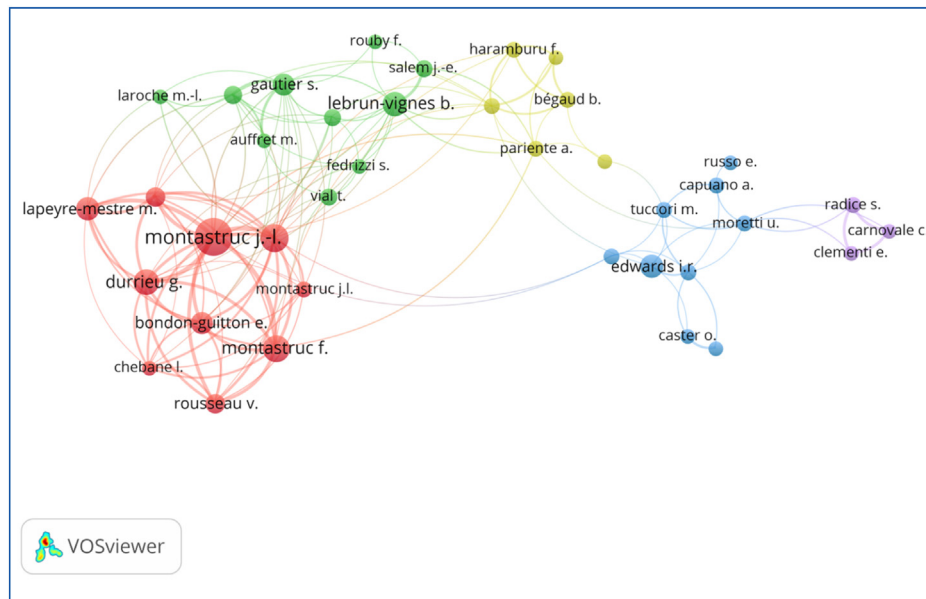 rouby f.
haramburu f.
salem j.-e.
gautier s.
laroche m.-l.
lebrun-vignes b.
bégaud b.
auffret m.
pariente a.
fedrizzi s.
russo e.
capuano a.
vial t.
lapeyre-mestre m.
tuccori m.
radice s.
moretti u.
carnovale c
montastruc j.-l.
clementi e.
edwards i.r.
durrieu g.
montastruc j.l.
bondon-guitton e.
caster o.
montastruc f.
chebane l.
rousseau v.
VOSviewer